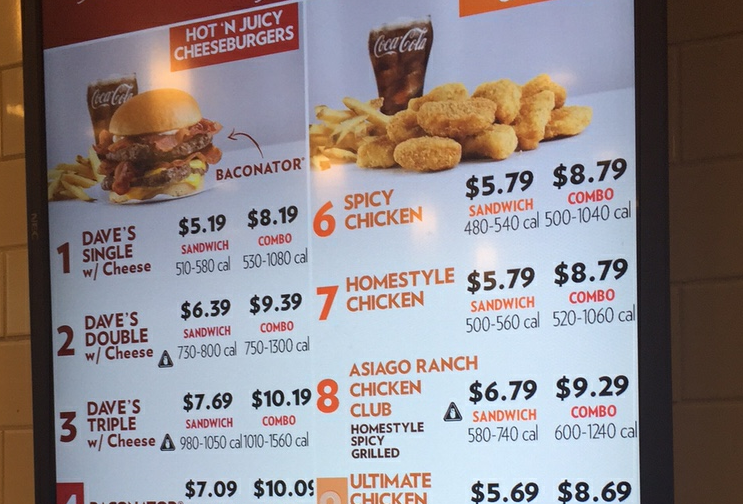 HOT 'N JUICY
CHEESEBURGERS
Coca-Cola
BACONATOR®
1 DAVE'S
SINGLE
w/ Cheese
$5.19
SANDWICH
510-580 cal
$8.19
COMBO
530-1080 cal
2 DAVE'S
DOUBLE
w/ Cheese
$6.39
SANDWICH
730-800 cal
$9.39
COMBO
750-1300 cal
3 DAVE'S
TRIPLE
w/ Cheese
$7.69
SANDWICH
980-1050 cal
$10.19
COMBO
1010-1560 cal
4 BACONATOR®
$7.09
$10.09
Coca-Cola
6 SPICY
CHICKEN
$5.79
SANDWICH
480-540 cal
$8.79
COMBO
500-1040 cal
7 HOMESTYLE
CHICKEN
$5.79
SANDWICH
500-560 cal
$8.79
COMBO
520-1060 cal
8 ASIAGO RANCH
CHICKEN
CLUB
HOMESTYLE
SPICY
GRILLED
$6.79
SANDWICH
580-740 cal
$9.29
COMBO
600-1240 cal
9 ULTIMATE
CHICKEN
$5.69
$8.69
NEC